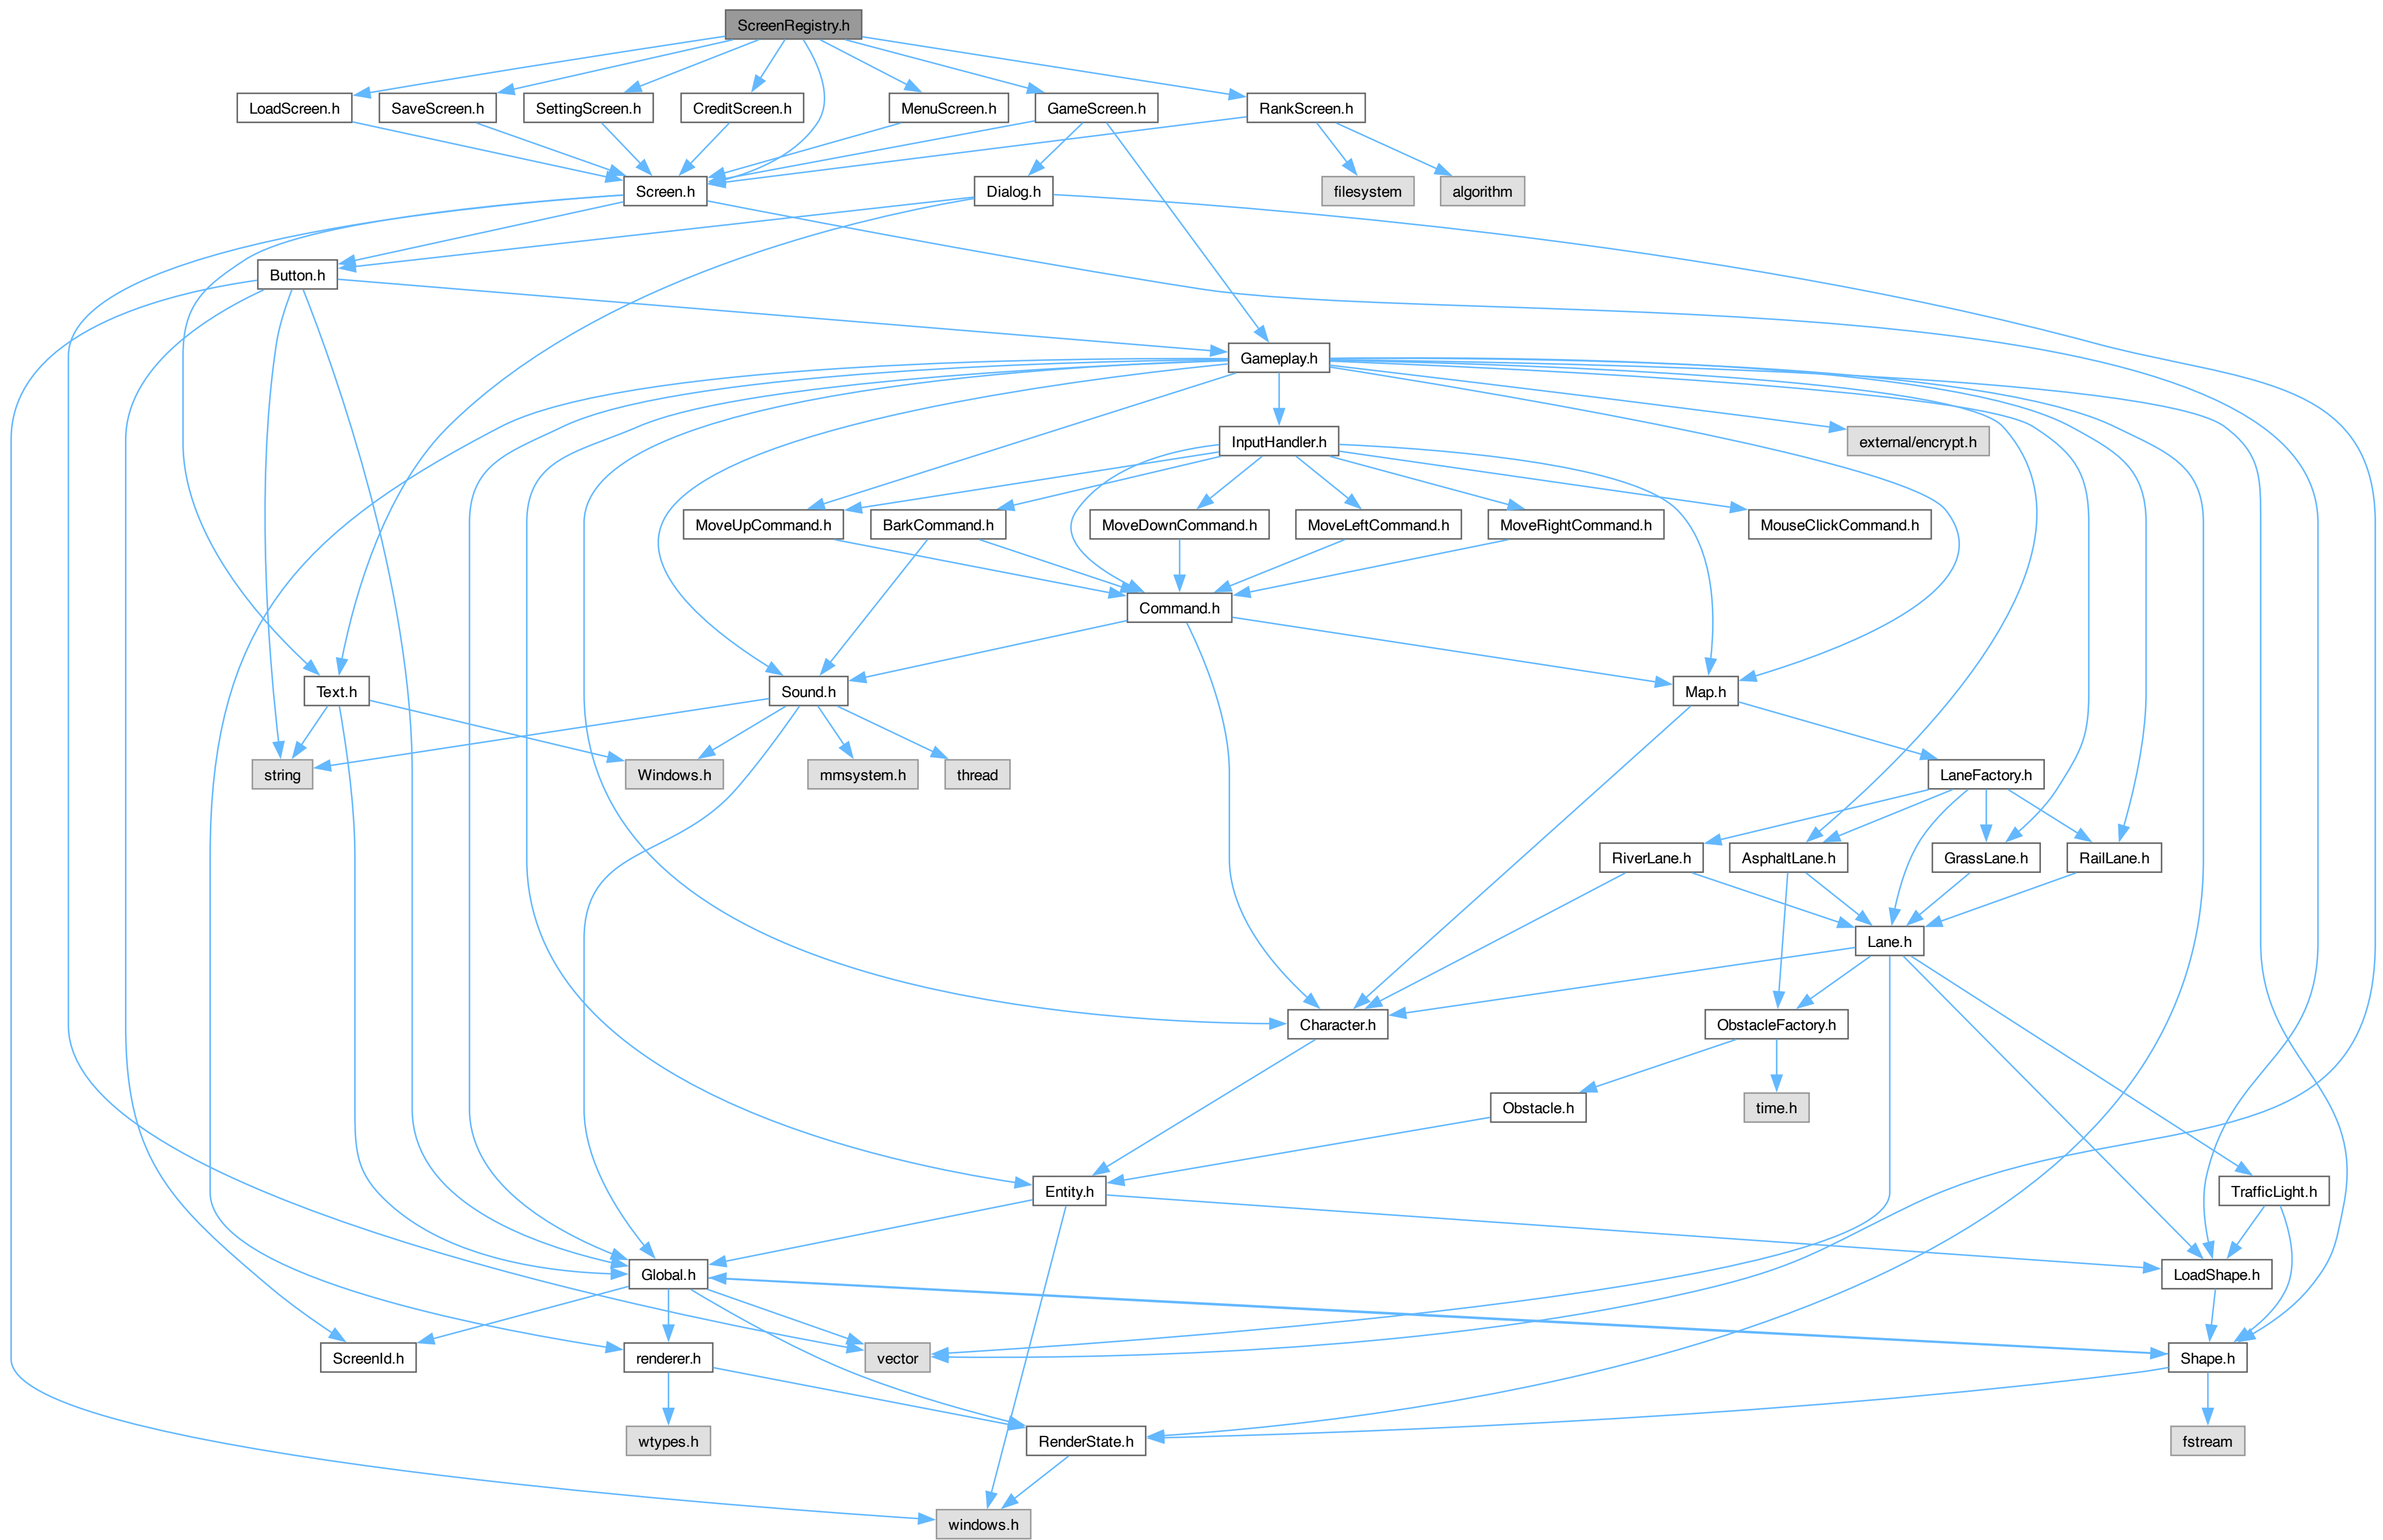 ScreenRegistry.h
LoadScreen.h
SaveScreen.h
SettingScreen.h
CreditScreen.h
MenuScreen.h
GameScreen.h
RankScreen.h
Screen.h
Dialog.h
filesystem
algorithm
Button.h
Gameplay.h
InputHandler.h
external/encrypt.h
MoveUpCommand.h
BarkCommand.h
MoveDownCommand.h
MoveLeftCommand.h
MoveRightCommand.h
MouseClickCommand.h
Command.h
Text.h
Sound.h
Map.h
string
Windows.h
mmsystem.h
thread
LaneFactory.h
RiverLane.h
AsphaltLane.h
GrassLane.h
RailLane.h
Lane.h
Character.h
ObstacleFactory.h
Obstacle.h
time.h
Entity.h
TrafficLight.h
Global.h
LoadShape.h
ScreenId.h
renderer.h
vector
Shape.h
wtypes.h
RenderState.h
fstream
windows.h